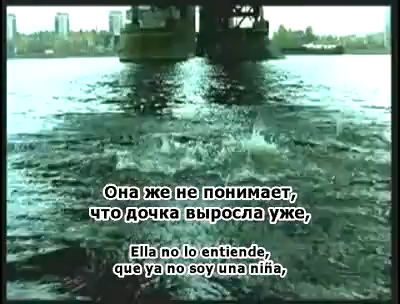 Она же не понимает,
что дочка выросла уже,
Ella no lo entiende,
que ya no soy una niña,